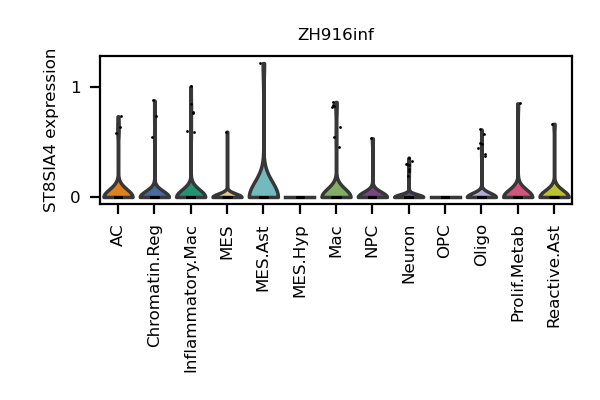 ZH916inf
ST8SIA4 expression
1
0
AC
Chromatin.Reg
Inflammatory.Mac
MES
MES.Ast
MES.Hyp
Mac
NPC
Neuron
OPC
Oligo
Prolif.Metab
Reactive.Ast